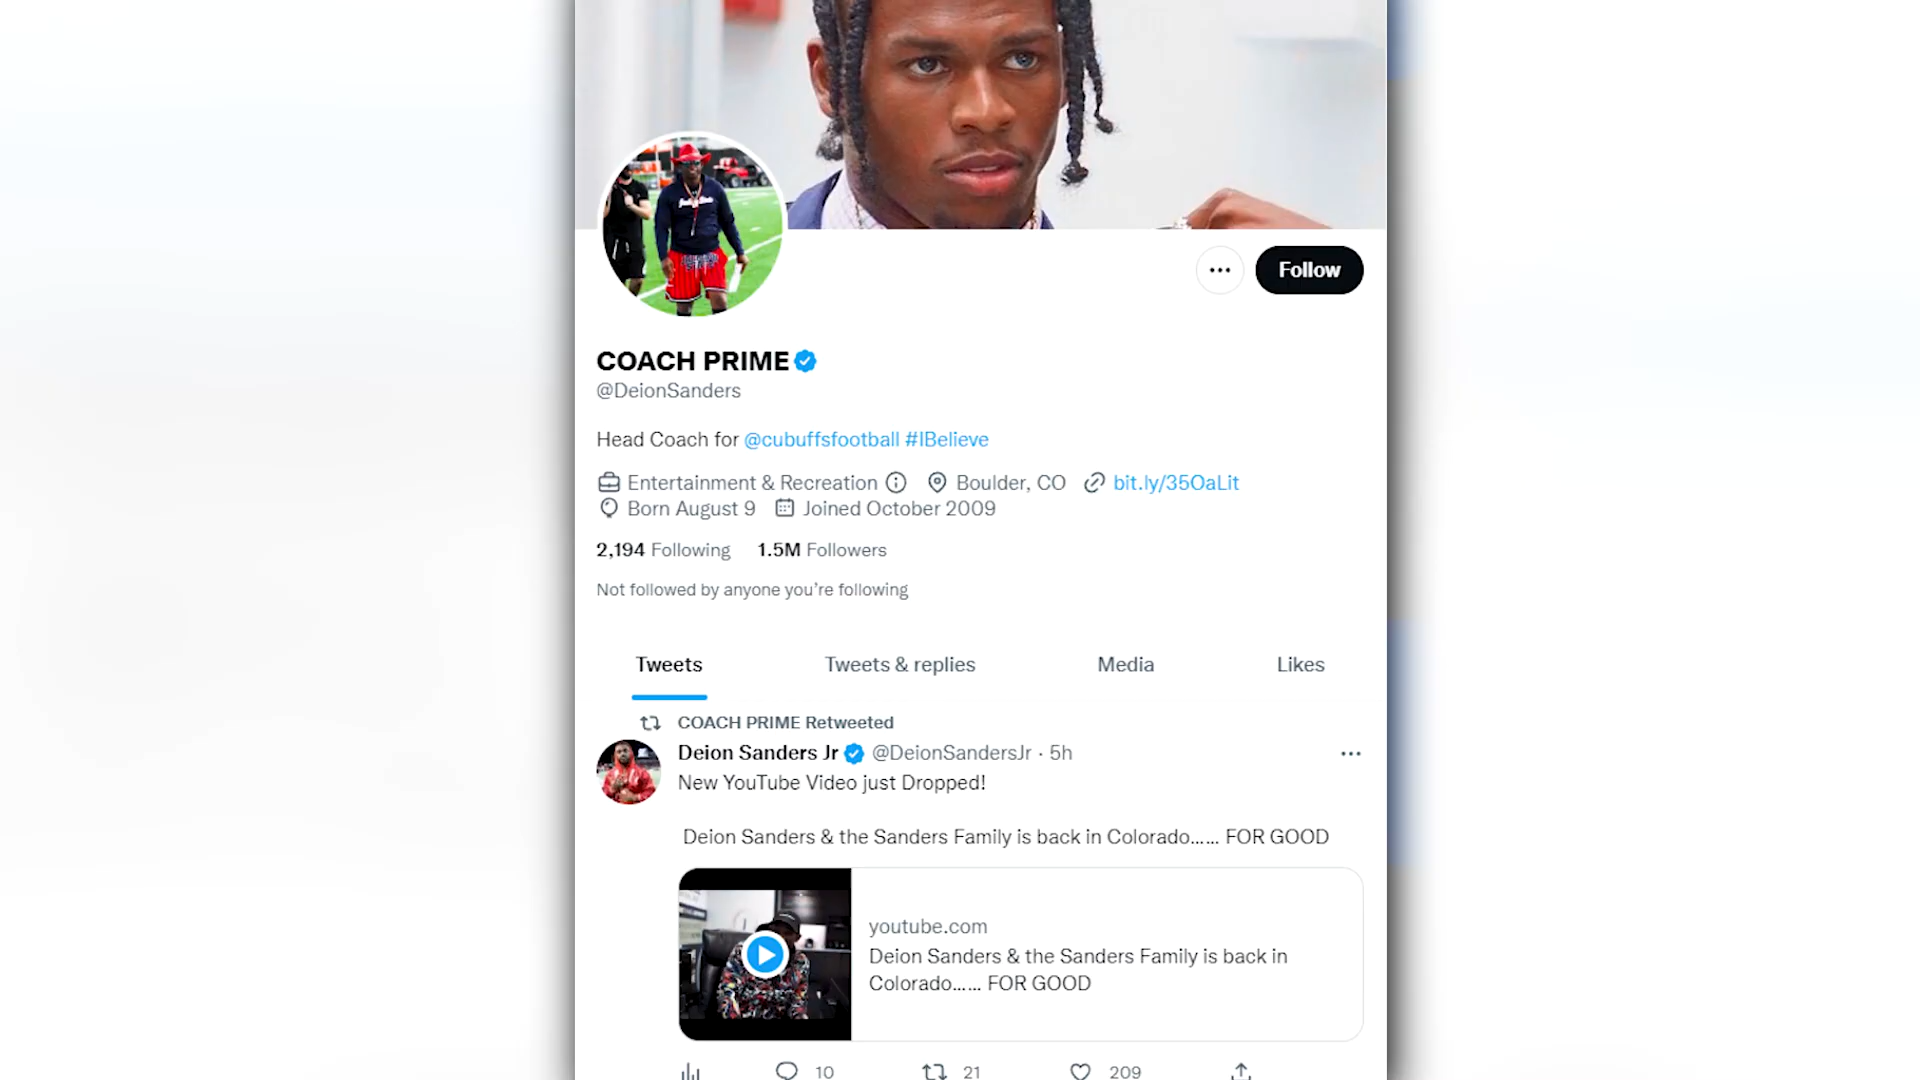 Follow
COACH PRIME
@DeionSanders
Head Coach for @cubuffsfootball #IBelieve
Entertainment & Recreation Boulder, CO bit.ly/35OaLit
Born August 9 Joined October 2009
2,194 Following 1.5M Followers
Not followed by anyone you’re following
Tweets Tweets & replies Media Likes
COACH PRIME Retweeted
Deion Sanders Jr @DeionSandersJr · 5h
New YouTube Video just Dropped!
Deion Sanders & the Sanders Family is back in Colorado...... FOR GOOD
youtube.com
Deion Sanders & the Sanders Family is back in
Colorado...... FOR GOOD
10 21 209